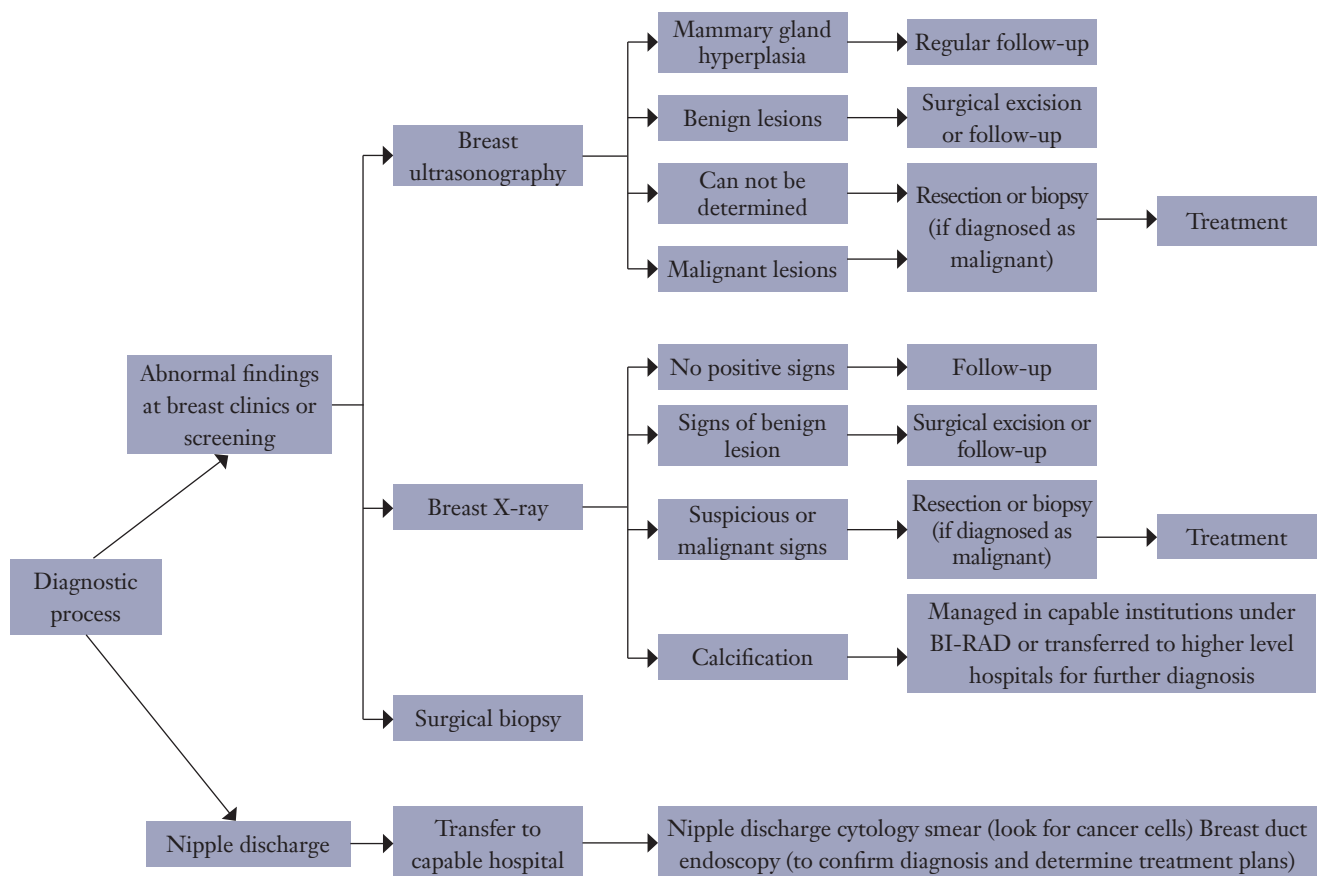 Diagnostic
process
Abnormal findings
at breast clinics or
screening
Breast
ultrasonography
Mammary gland
hyperplasia
Regular follow-up
Benign lesions
Surgical excision
or follow-up
Can not be
determined
Malignant lesions
Resection or biopsy
(if diagnosed as
malignant)
Treatment
Breast X-ray
No positive signs
Follow-up
Signs of benign
lesion
Surgical excision or
follow-up
Suspicious or
malignant signs
Resection or biopsy
(if diagnosed as
malignant)
Treatment
Calcification
Managed in capable institutions under
BI-RAD or transferred to higher level
hospitals for further diagnosis
Surgical biopsy
Nipple discharge
Transfer to
capable hospital
Nipple discharge cytology smear (look for cancer cells) Breast duct
endoscopy (to confirm diagnosis and determine treatment plans)